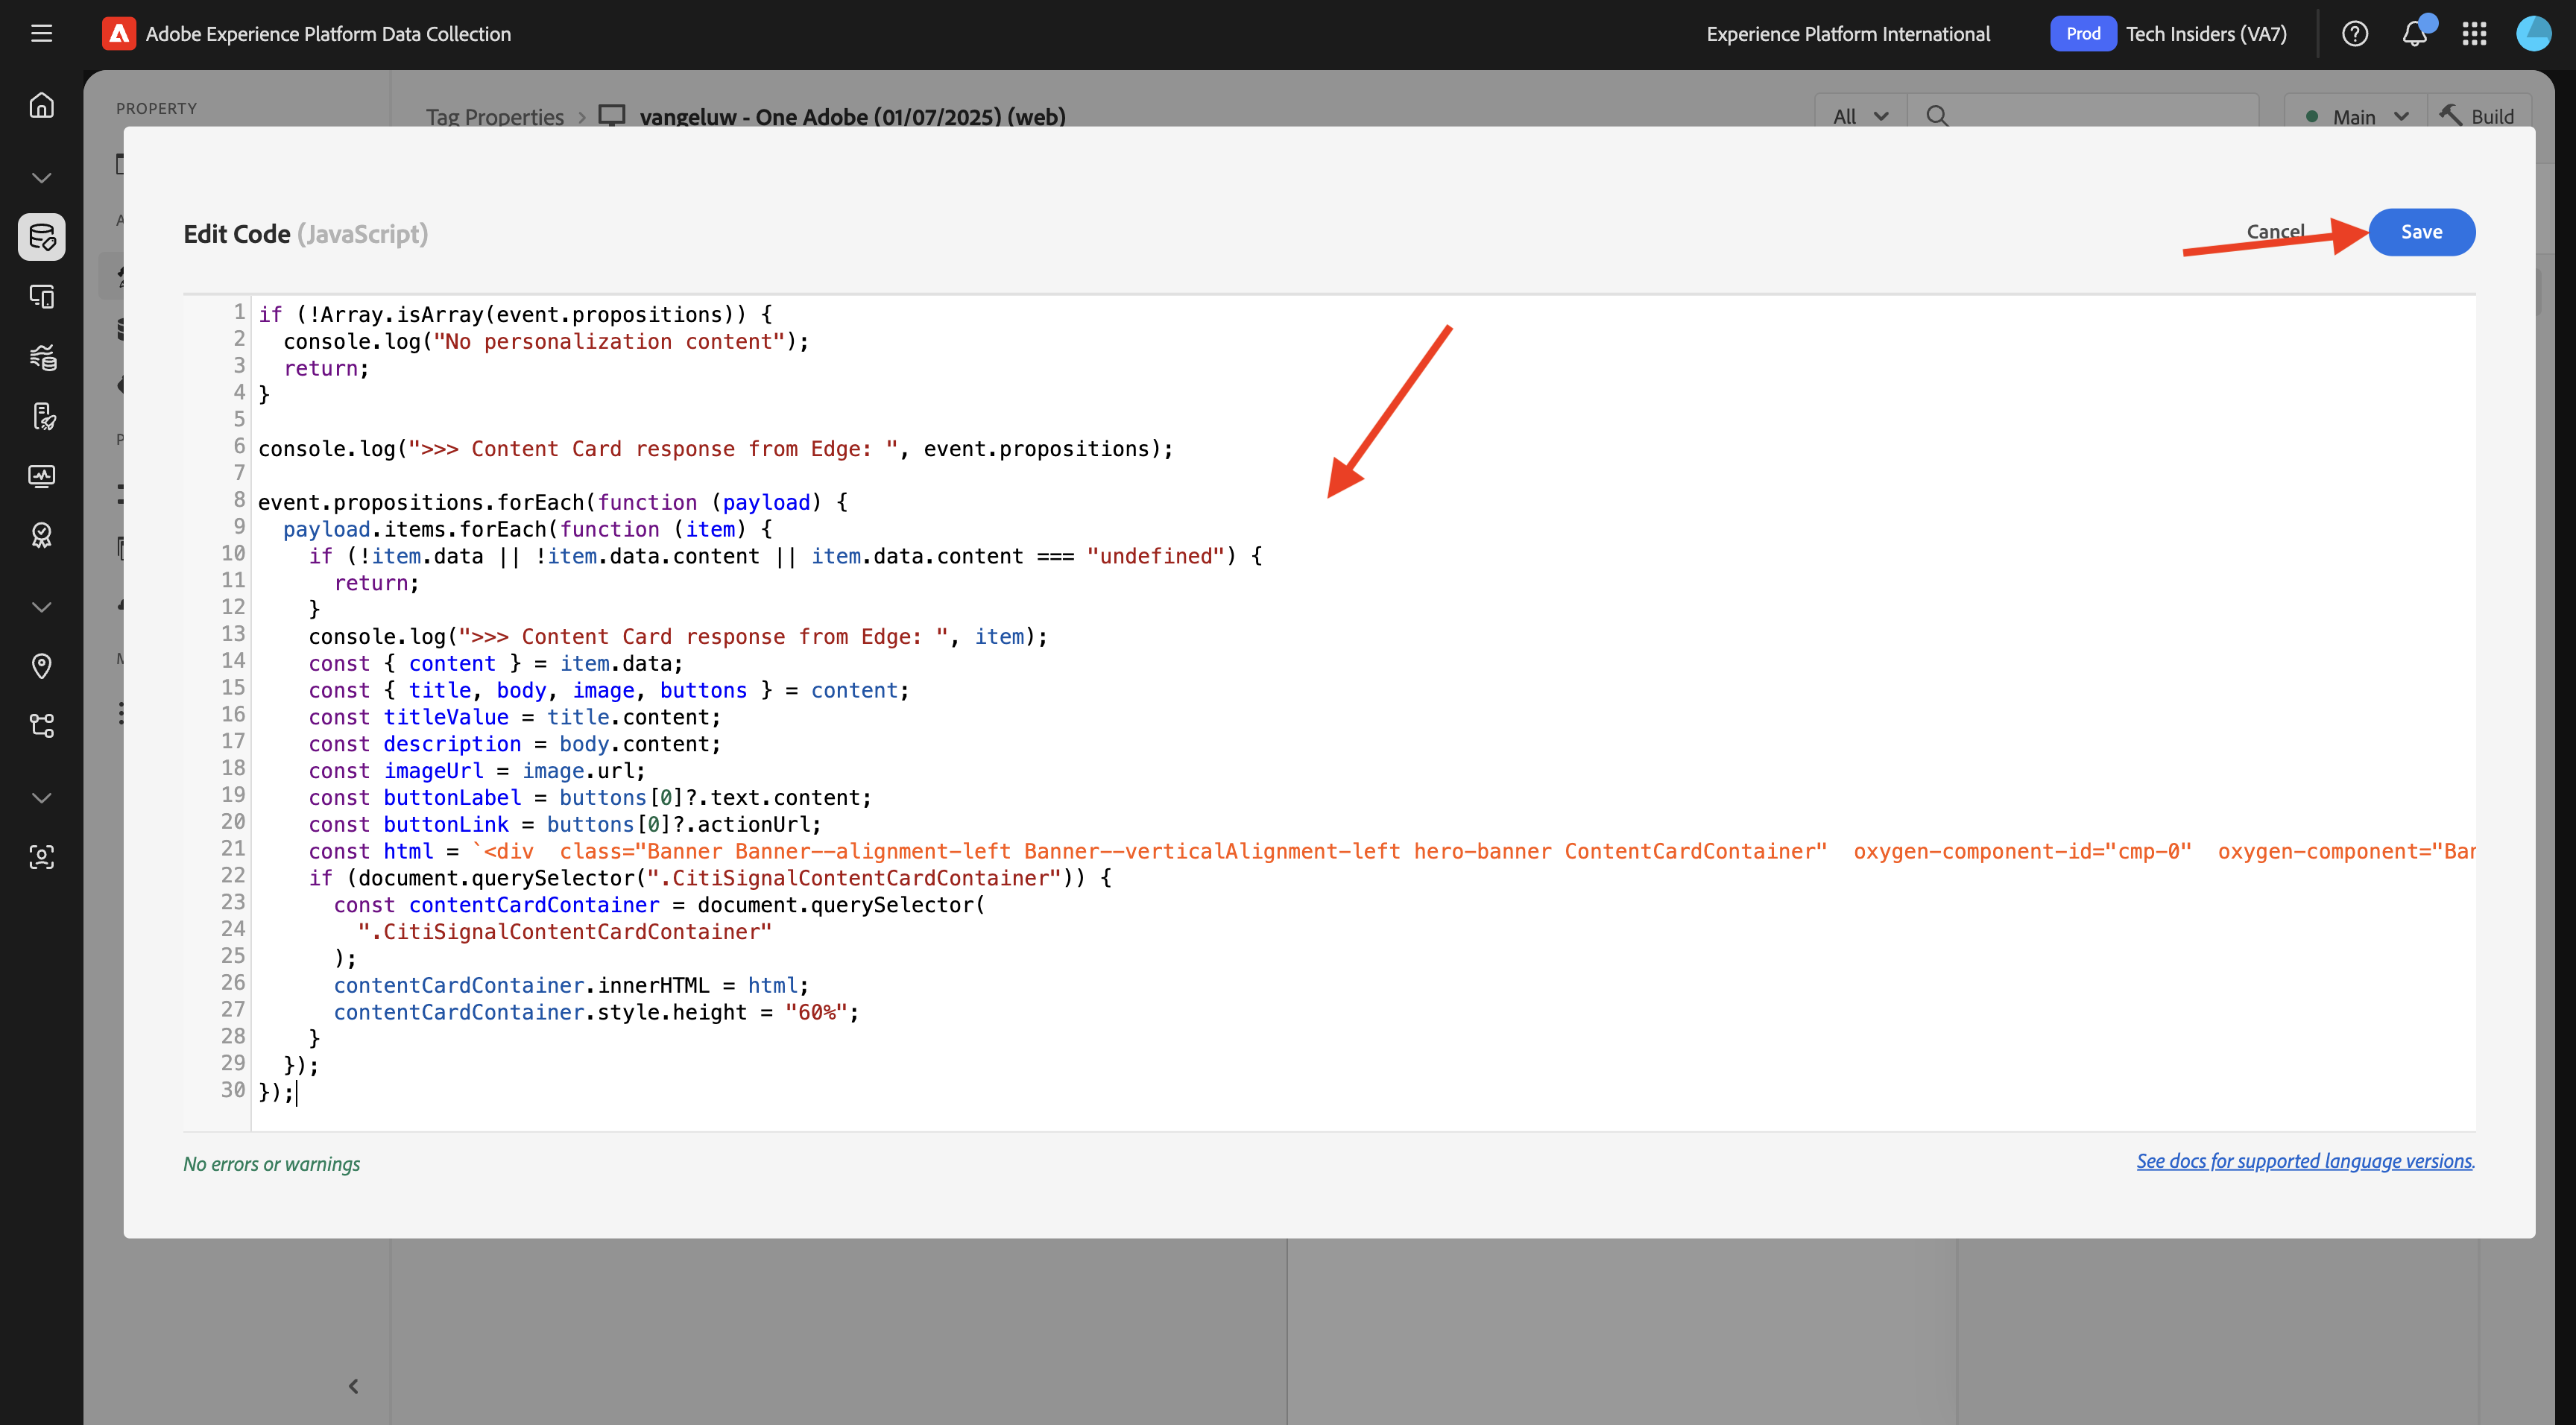 Adobe Experience Platform Data Collection
Experience Platform International
Prod
Tech Insiders (VA7)
PROPERTY
Tag Properties
vangeluw - One Adobe (01/07/2025) (web)
All
Main
Build
Edit Code (JavaScript)
Cancel
Save
1 if (!Array.isArray(event.propositions)) {
2   console.log("No personalization content");
3   return;
4 }
5
6 console.log(">>> Content Card response from Edge: ", event.propositions);
7
8 event.propositions.forEach(function (payload) {
9   payload.items.forEach(function (item) {
10     if (!item.data || !item.data.content || item.data.content === "undefined") {
11       return;
12     }
13     console.log(">>> Content Card response from Edge: ", item);
14     const { content } = item.data;
15     const { title, body, image, buttons } = content;
16     const titleValue = title.content;
17     const description = body.content;
18     const imageUrl = image.url;
19     const buttonLabel = buttons[0]?.text.content;
20     const buttonLink = buttons[0]?.actionUrl;
21     const html = `<div  class="Banner Banner--alignment-left Banner--verticalAlignment-left hero-banner ContentCardContainer"  oxygen-component-id="cmp-0"  oxygen-component="Bar
22     if (document.querySelector(".CitiSignalContentCardContainer")) {
23       const contentCardContainer = document.querySelector(
24         ".CitiSignalContentCardContainer"
25       );
26       contentCardContainer.innerHTML = html;
27       contentCardContainer.style.height = "60%";
28     }
29   });
30 });
No errors or warnings
See docs for supported language versions.